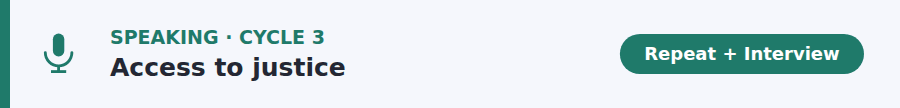 SPEAKING · CYCLE 3
Access to justice
Repeat + Interview